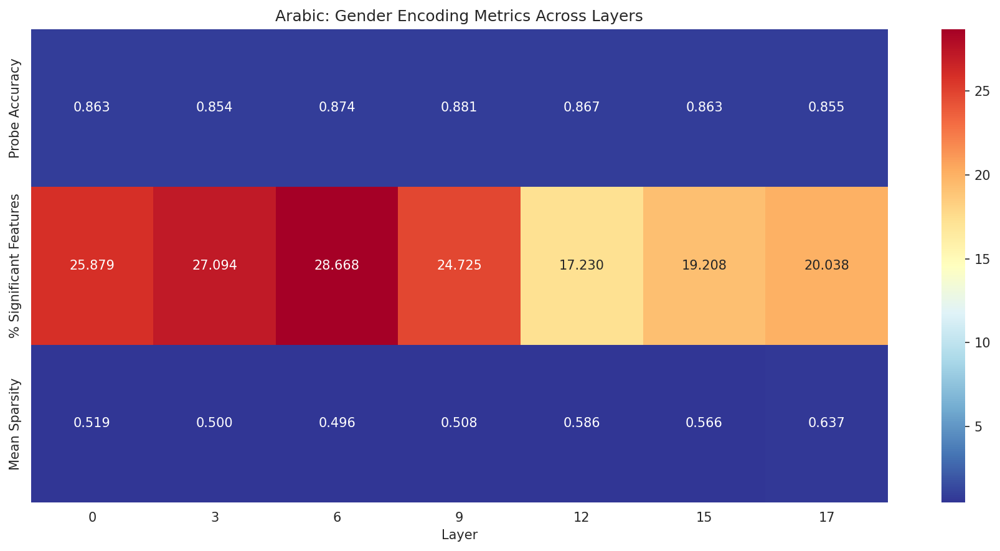 Arabic: Gender Encoding Metrics Across Layers
Probe Accuracy
0.863 0.854 0.874 0.881 0.867 0.863 0.855
% Significant Features
25.879 27.094 28.668 24.725 17.230 19.208 20.038
Mean Sparsity
0.519 0.500 0.496 0.508 0.586 0.566 0.637
0 3 6 9 12 15 17
Layer
25
20
15
10
5